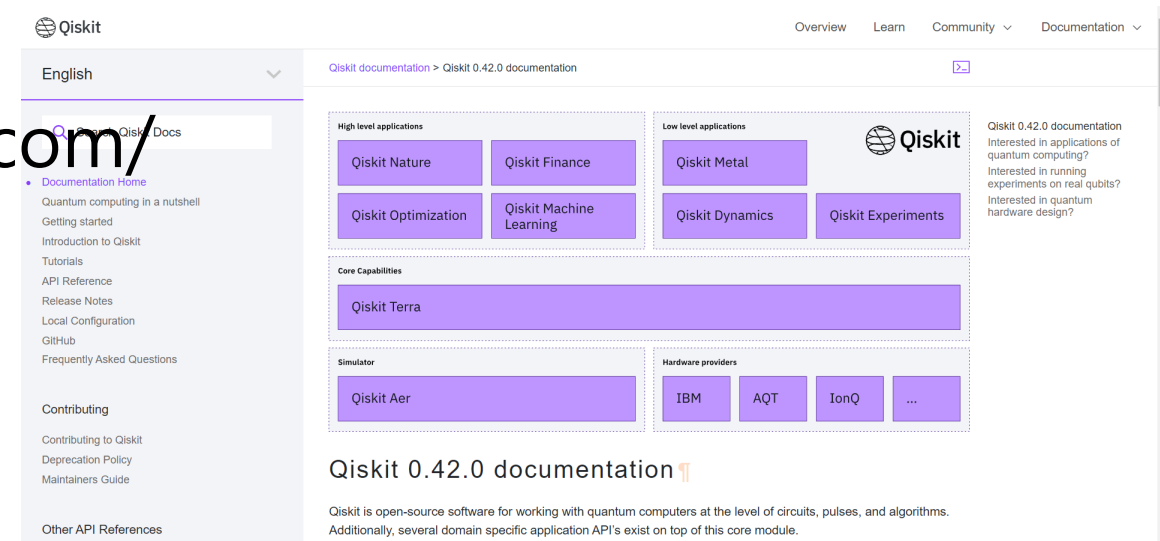 Qiskit
Overview Learn Community Documentation
English
Qiskit documentation > Qiskit 0.42.0 documentation
com/
Search Qiskit Docs
Documentation Home
Quantum computing in a nutshell
Getting started
Introduction to Qiskit
Tutorials
API Reference
Release Notes
Local Configuration
GitHub
Frequently Asked Questions
Contributing
Contributing to Qiskit
Deprecation Policy
Maintainers Guide
Other API References
High level applications
Qiskit Nature
Qiskit Finance
Qiskit Optimization
Qiskit Machine
Learning
Low level applications
Qiskit
Qiskit Metal
Qiskit Dynamics
Qiskit Experiments
Core Capabilities
Qiskit Terra
Simulator
Qiskit Aer
Hardware providers
IBM
AQT
IonQ
...
Qiskit 0.42.0 documentation¶
Qiskit is open-source software for working with quantum computers at the level of circuits, pulses, and algorithms.
Additionally, several domain specific application API's exist on top of this core module.
Qiskit 0.42.0 documentation
Interested in applications of
quantum computing?
Interested in running
experiments on real qubits?
Interested in quantum
hardware design?